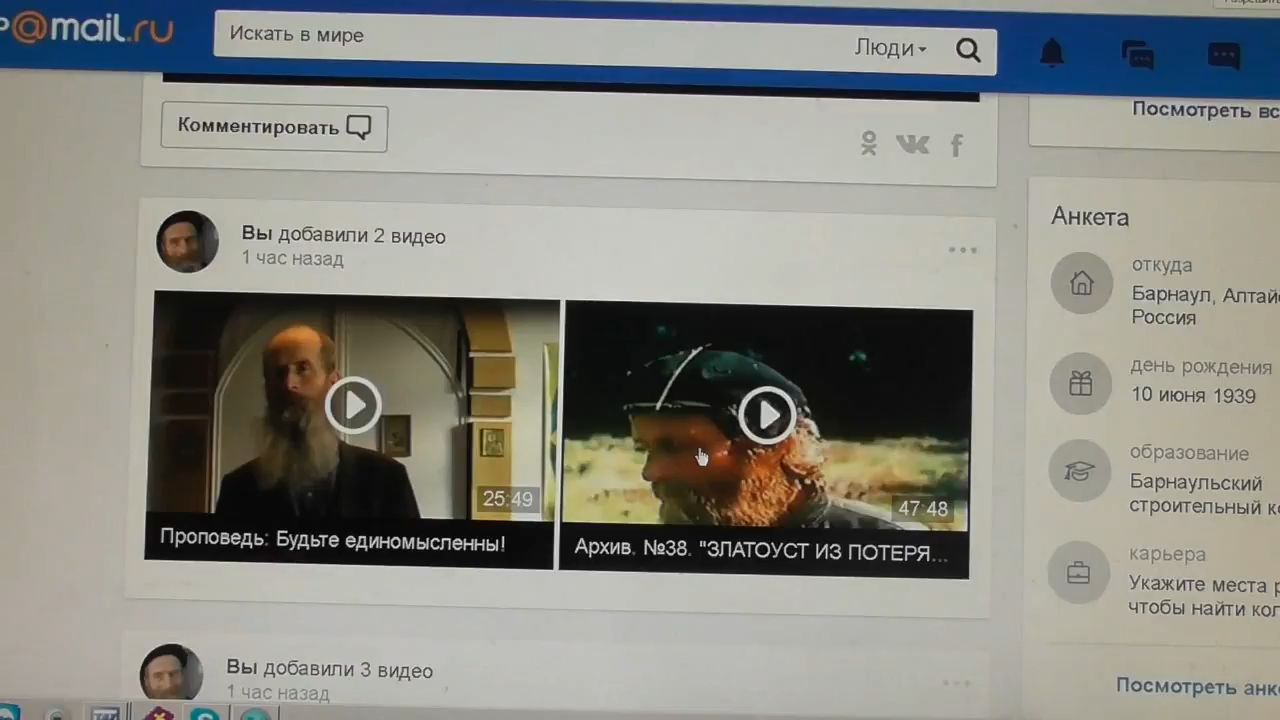 @mail.ru
Искать в мире
Люди
Посмотреть вс
Комментировать
Вы добавили 2 видео
1 час назад
25:49
Проповедь: Будьте единомысленны!
47:48
Архив. №38. "ЗЛАТОУСТ ИЗ ПОТЕРЯ...
Анкета
откуда
Барнаул, Алтай
Россия
день рождения
10 июня 1939
образование
Барнаульский
строительный к
карьера
Укажите места р
чтобы найти кол
Посмотреть анке
Вы добавили 3 видео
1 час назад